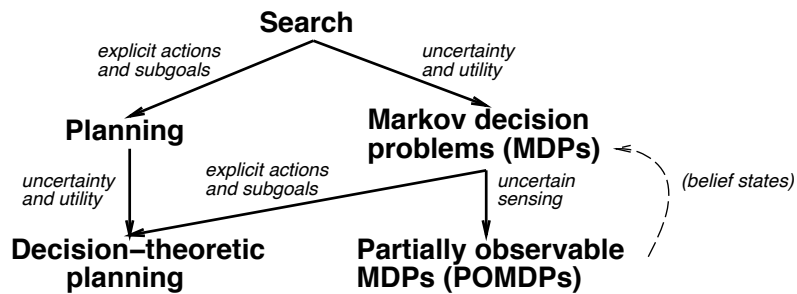 Search
explicit actions
and subgoals
uncertainty
and utility
Planning
Markov decision
problems (MDPs)
uncertainty
and utility
explicit actions
and subgoals
uncertain
sensing
(belief states)
Decision−theoretic
planning
Partially observable
MDPs (POMDPs)